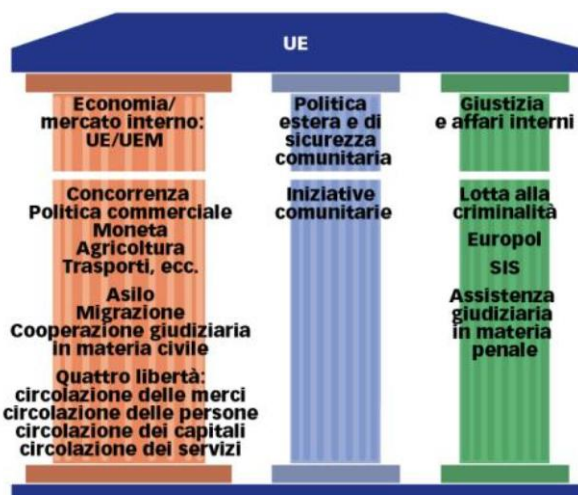 UE
Economia/
mercato interno:
UE/UEM
Concorrenza
Politica commerciale
Moneta
Agricoltura
Trasporti, ecc.
Asilo
Migrazione
Cooperazione giudiziaria
in materia civile
Quattro libertà:
circolazione delle merci
circolazione delle persone
circolazione dei capitali
circolazione dei servizi
Politica
estera e di
sicurezza
comunitaria
Iniziative
comunitarie
Giustizia
e affari interni
Lotta alla
criminalità
Europol
SIS
Assistenza
giudiziaria
in materia
penale